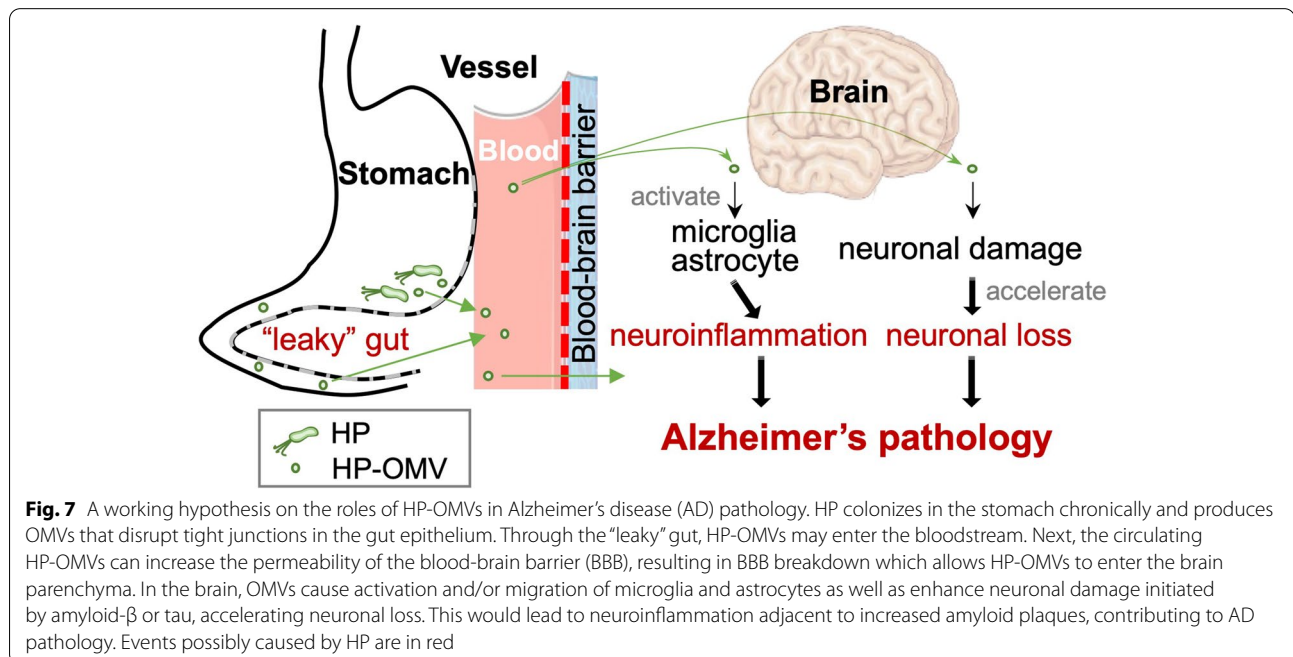 Vessel
Brain
Stomach
Blood
Blood-brain barrier
activate
microglia
astrocyte
neuronal damage
accelerate
"leaky" gut
neuroinflammation
neuronal loss
Alzheimer's pathology
HP
HP-OMV
Fig. 7 A working hypothesis on the roles of HP-OMVs in Alzheimer's disease (AD) pathology. HP colonizes in the stomach chronically and produces
OMVs that disrupt tight junctions in the gut epithelium. Through the "leaky" gut, HP-OMVs may enter the bloodstream. Next, the circulating
HP-OMVs can increase the permeability of the blood-brain barrier (BBB), resulting in BBB breakdown which allows HP-OMVs to enter the brain
parenchyma. In the brain, OMVs cause activation and/or migration of microglia and astrocytes as well as enhance neuronal damage initiated
by amyloid-β or tau, accelerating neuronal loss. This would lead to neuroinflammation adjacent to increased amyloid plaques, contributing to AD
pathology. Events possibly caused by HP are in red